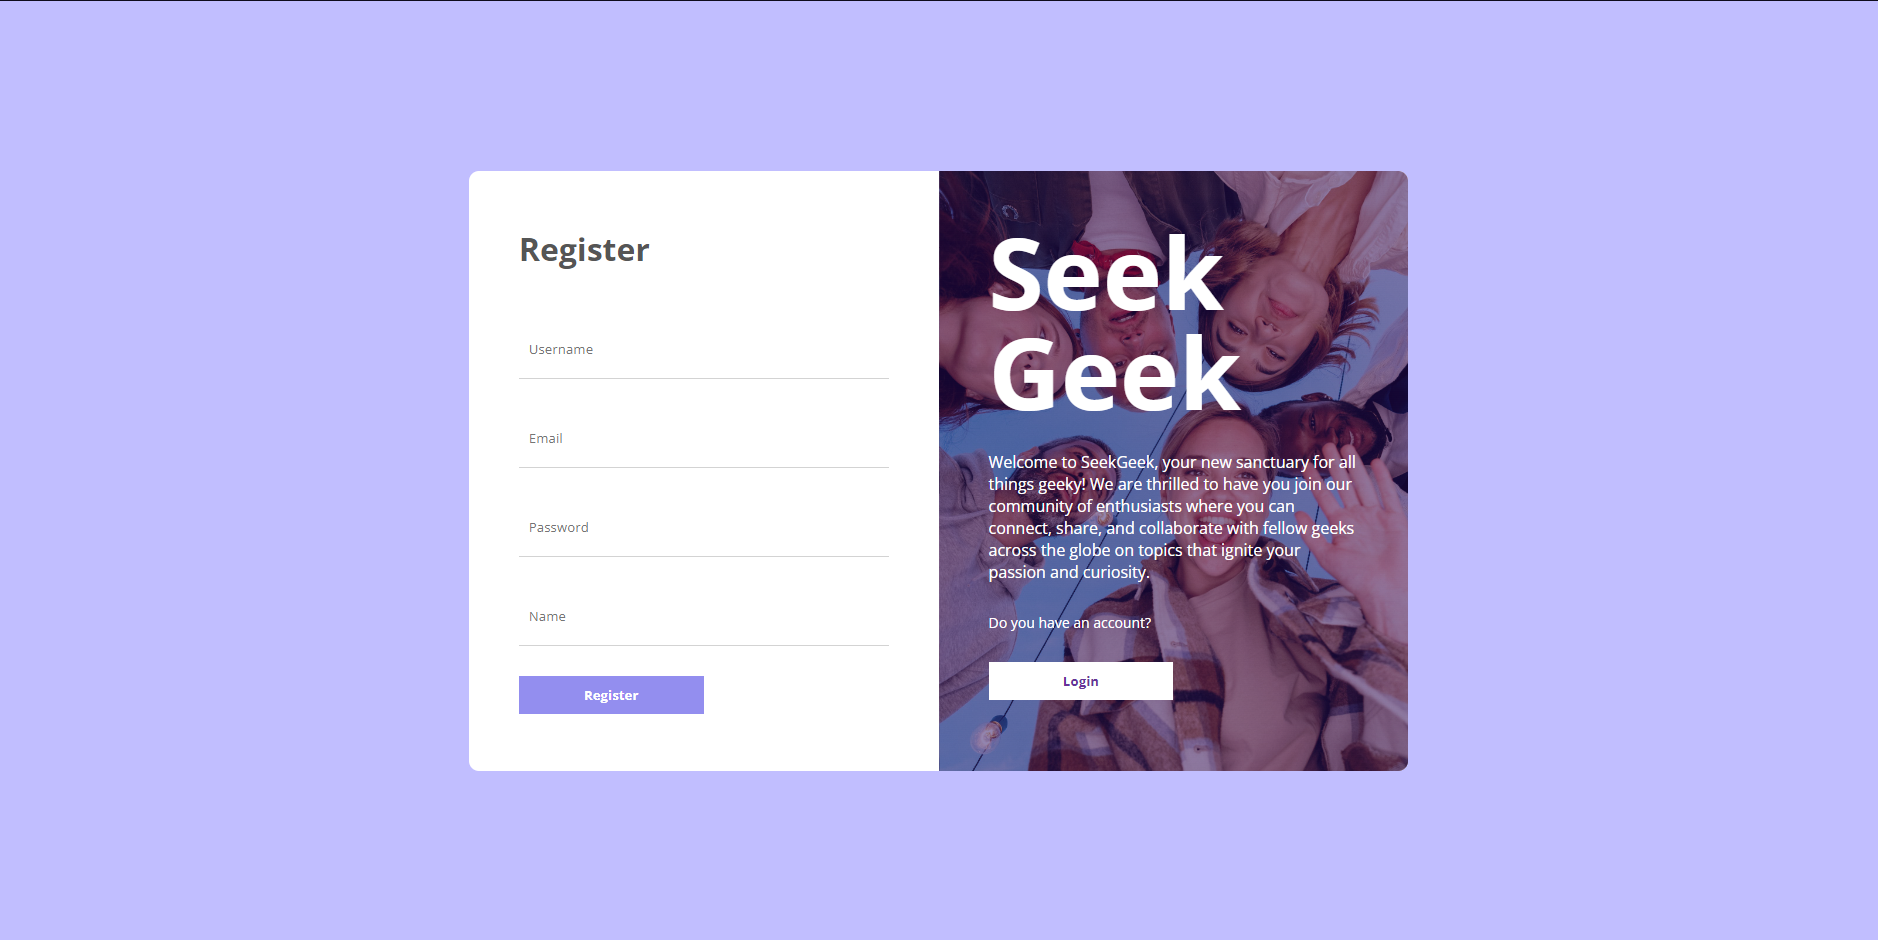 Register
Username
Email
Password
Name
Register
Seek
Geek
Welcome to SeekGeek, your new sanctuary for all
things geeky! We are thrilled to have you join our
community of enthusiasts where you can
connect, share, and collaborate with fellow geeks
across the globe on topics that ignite your
passion and curiosity.
Do you have an account?
Login